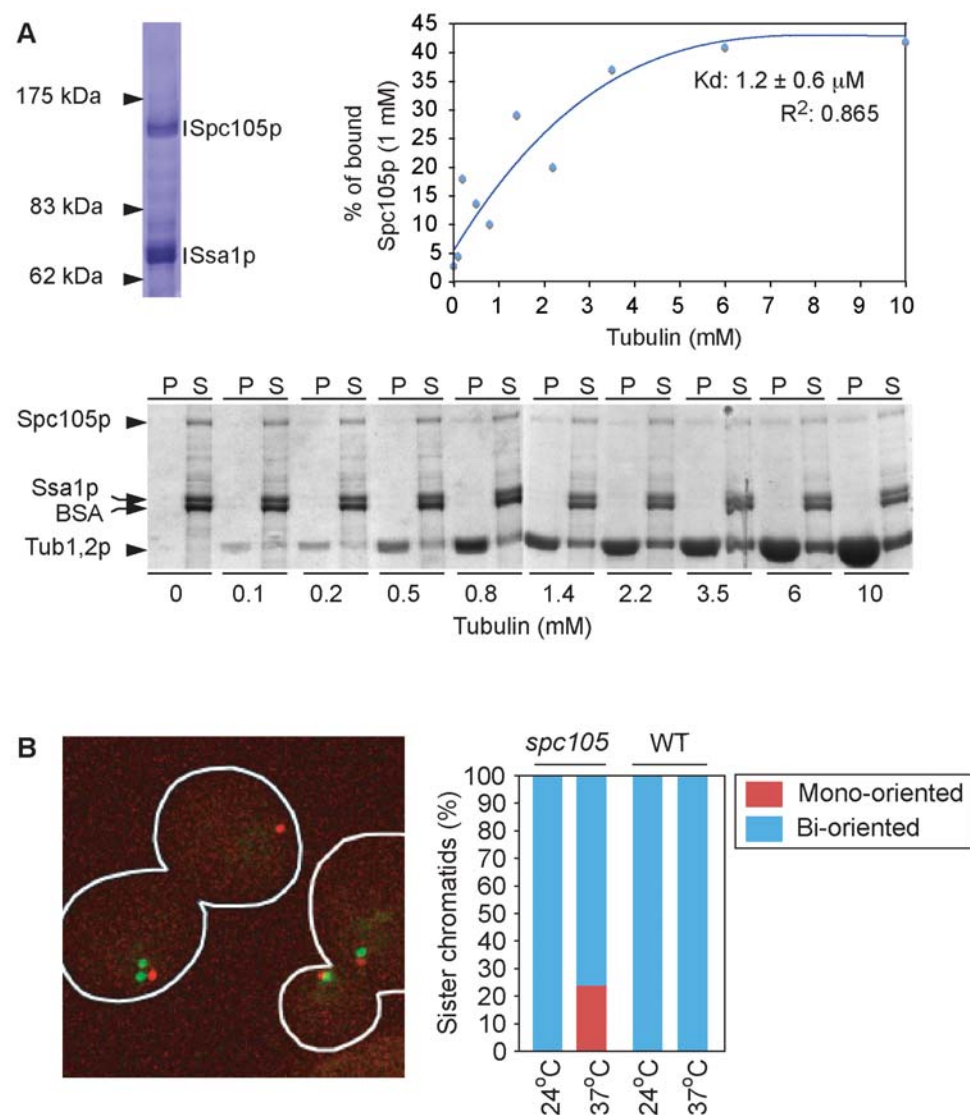 A
175 kDa
Spc105p
83 kDa
Ssa1p
62 kDa
% of bound
Spc105p (1 mM)
45
40
35
30
25
20
15
10
5
0
Kd: 1.2 ± 0.6 µM
R²: 0.865
0 1 2 3 4 5 6 7 8 9 10
Tubulin (mM)
P S P S P S P S P S P S P S P S P S P S
Spc105p
Ssa1p
BSA
Tub1,2p
0 0.1 0.2 0.5 0.8 1.4 2.2 3.5 6 10
Tubulin (mM)
B
spc105 WT
Sister chromatids (%)
100
90
80
70
60
50
40
30
20
10
0
24°C 37°C 24°C 37°C
Mono-oriented
Bi-oriented